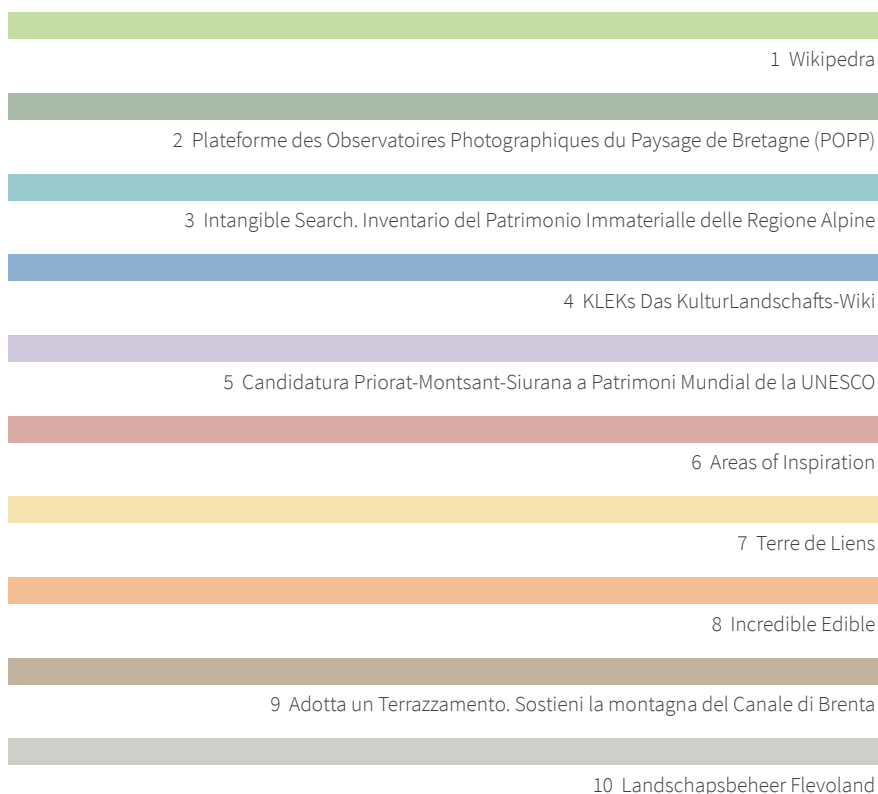 1 Wikipedra
2 Plateforme des Observatoires Photographiques du Paysage de Bretagne (POPP)
3 Intangible Search. Inventario del Patrimonio Immaterialle delle Regione Alpine
4 KLEKs Das KulturLandschafts-Wiki
5 Candidatura Priorat-Montsant-Siurana a Patrimoni Mundial de la UNESCO
6 Areas of Inspiration
7 Terre de Liens
8 Incredible Edible
9 Adotta un Terrazzamento. Sostieni la montagna del Canale di Brenta
10 Landschapsbeheer Flevoland